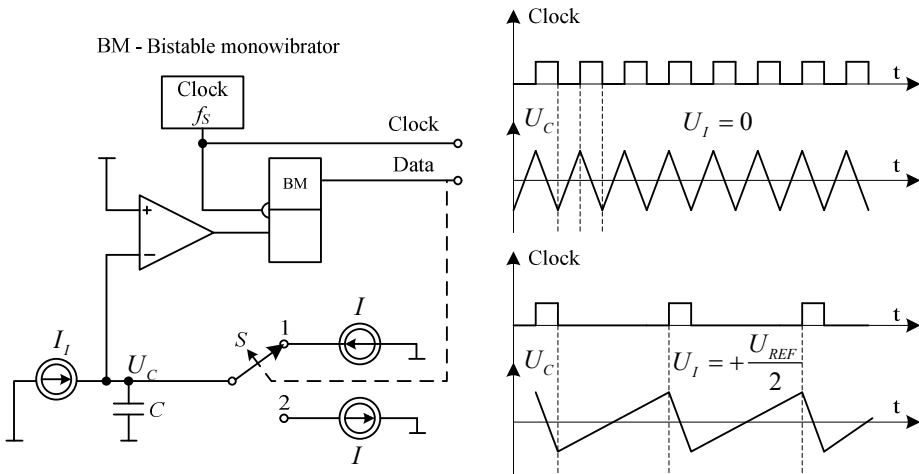 BM - Bistable monowibrator
Clock
f_S
Clock
Data
BM
+
−
I_I
U_C
C
S
1
I
2
I
Clock
t
U_C
U_I = 0
t
Clock
t
U_C
U_I = + U_REF / 2
t